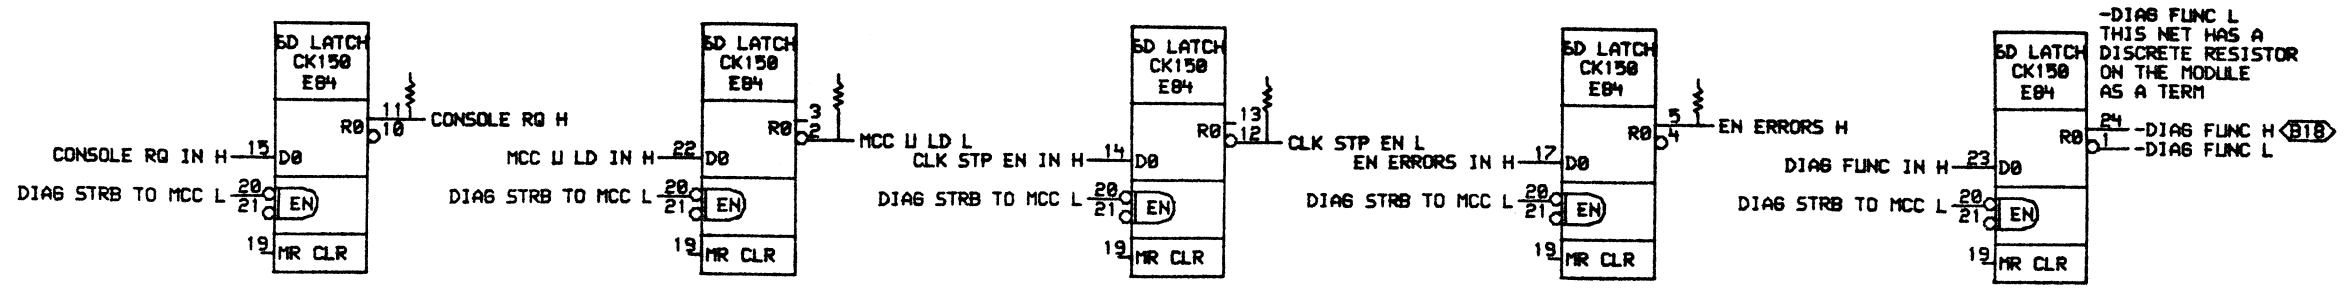 6D LATCH
CK150
E84
11
R0
10
CONSOLE RQ H
CONSOLE RQ IN H
15
D0
DIAG STRB TO MCC L
20
21
EN
19
MR CLR
6D LATCH
CK150
E84
3
R0
2
MCC W LD L
MCC W LD IN H
22
D0
DIAG STRB TO MCC L
20
21
EN
19
MR CLR
6D LATCH
CK150
E84
13
R0
12
CLK STP EN L
CLK STP EN IN H
14
D0
DIAG STRB TO MCC L
20
21
EN
19
MR CLR
6D LATCH
CK150
E84
5
R0
4
EN ERRORS H
EN ERRORS IN H
17
D0
DIAG STRB TO MCC L
20
21
EN
19
MR CLR
-DIAG FUNC L
THIS NET HAS A
DISCRETE RESISTOR
ON THE MODULE
AS A TERM
6D LATCH
CK150
E84
24
R0
-DIAG FUNC H
B18
1
-DIAG FUNC L
DIAG FUNC IN H
23
D0
DIAG STRB TO MCC L
20
21
EN
19
MR CLR